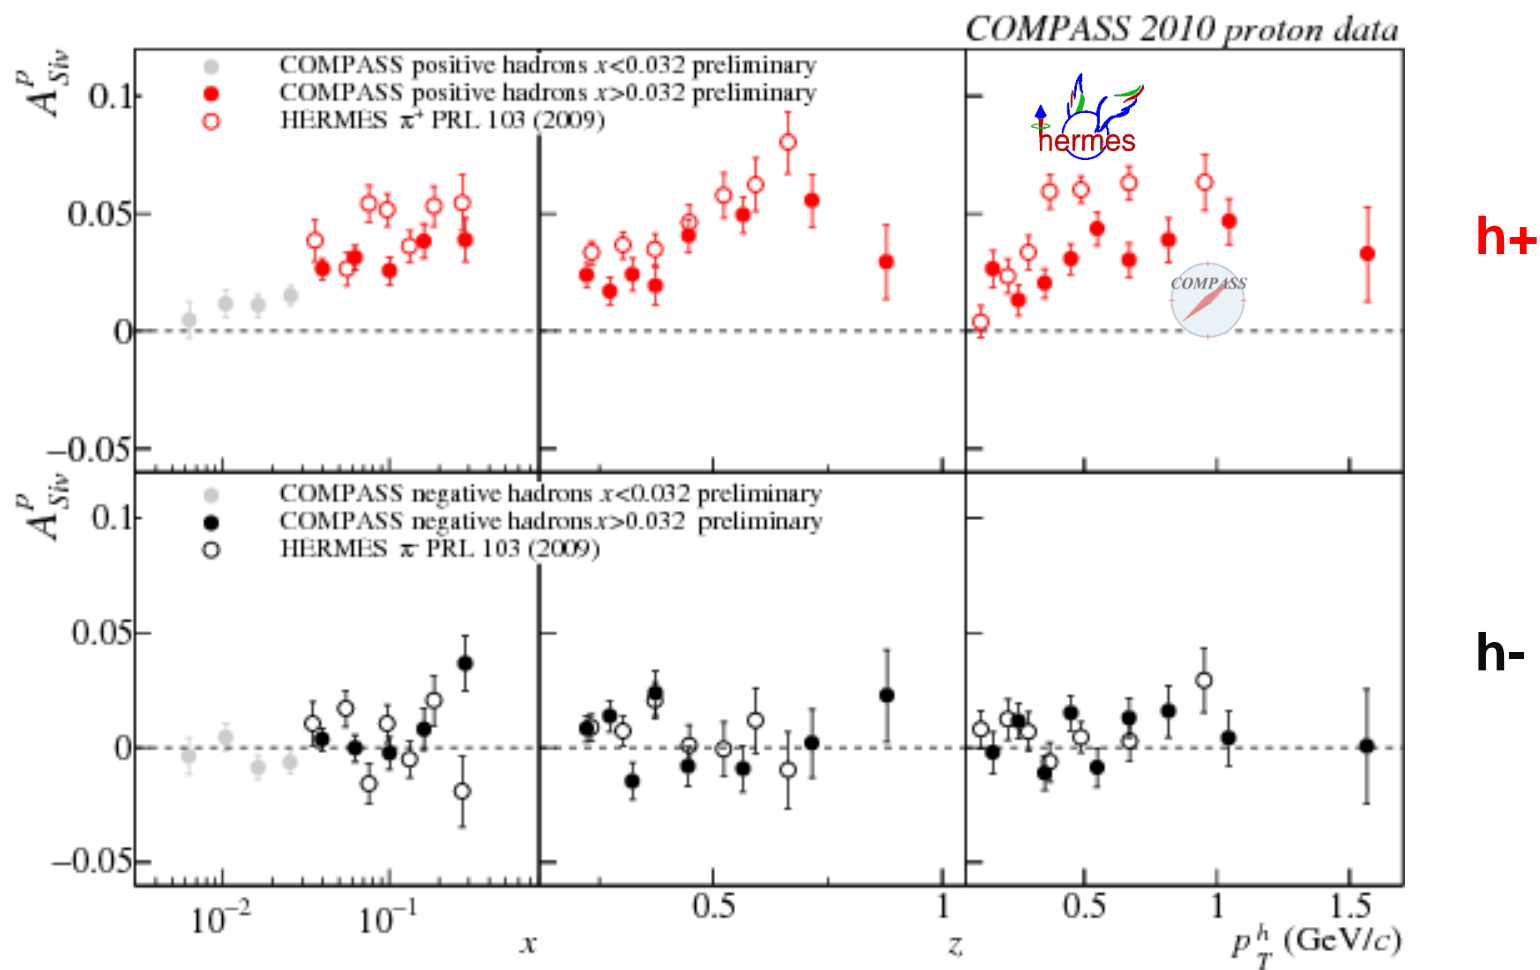 COMPASS 2010 proton data
A^p_Siv
COMPASS positive hadrons x<0.032 preliminary
COMPASS positive hadrons x>0.032 preliminary
HERMES π⁺ PRL 103 (2009)
0.1
0.05
0
−0.05
hermes
COMPASS
h+
A^p_Siv
COMPASS negative hadrons x<0.032 preliminary
COMPASS negative hadrons x>0.032 preliminary
HERMES π⁻ PRL 103 (2009)
0.1
0.05
0
−0.05
h-
10⁻² 10⁻¹ 0.5 1 0.5 1 1.5
x z p_T^h (GeV/c)